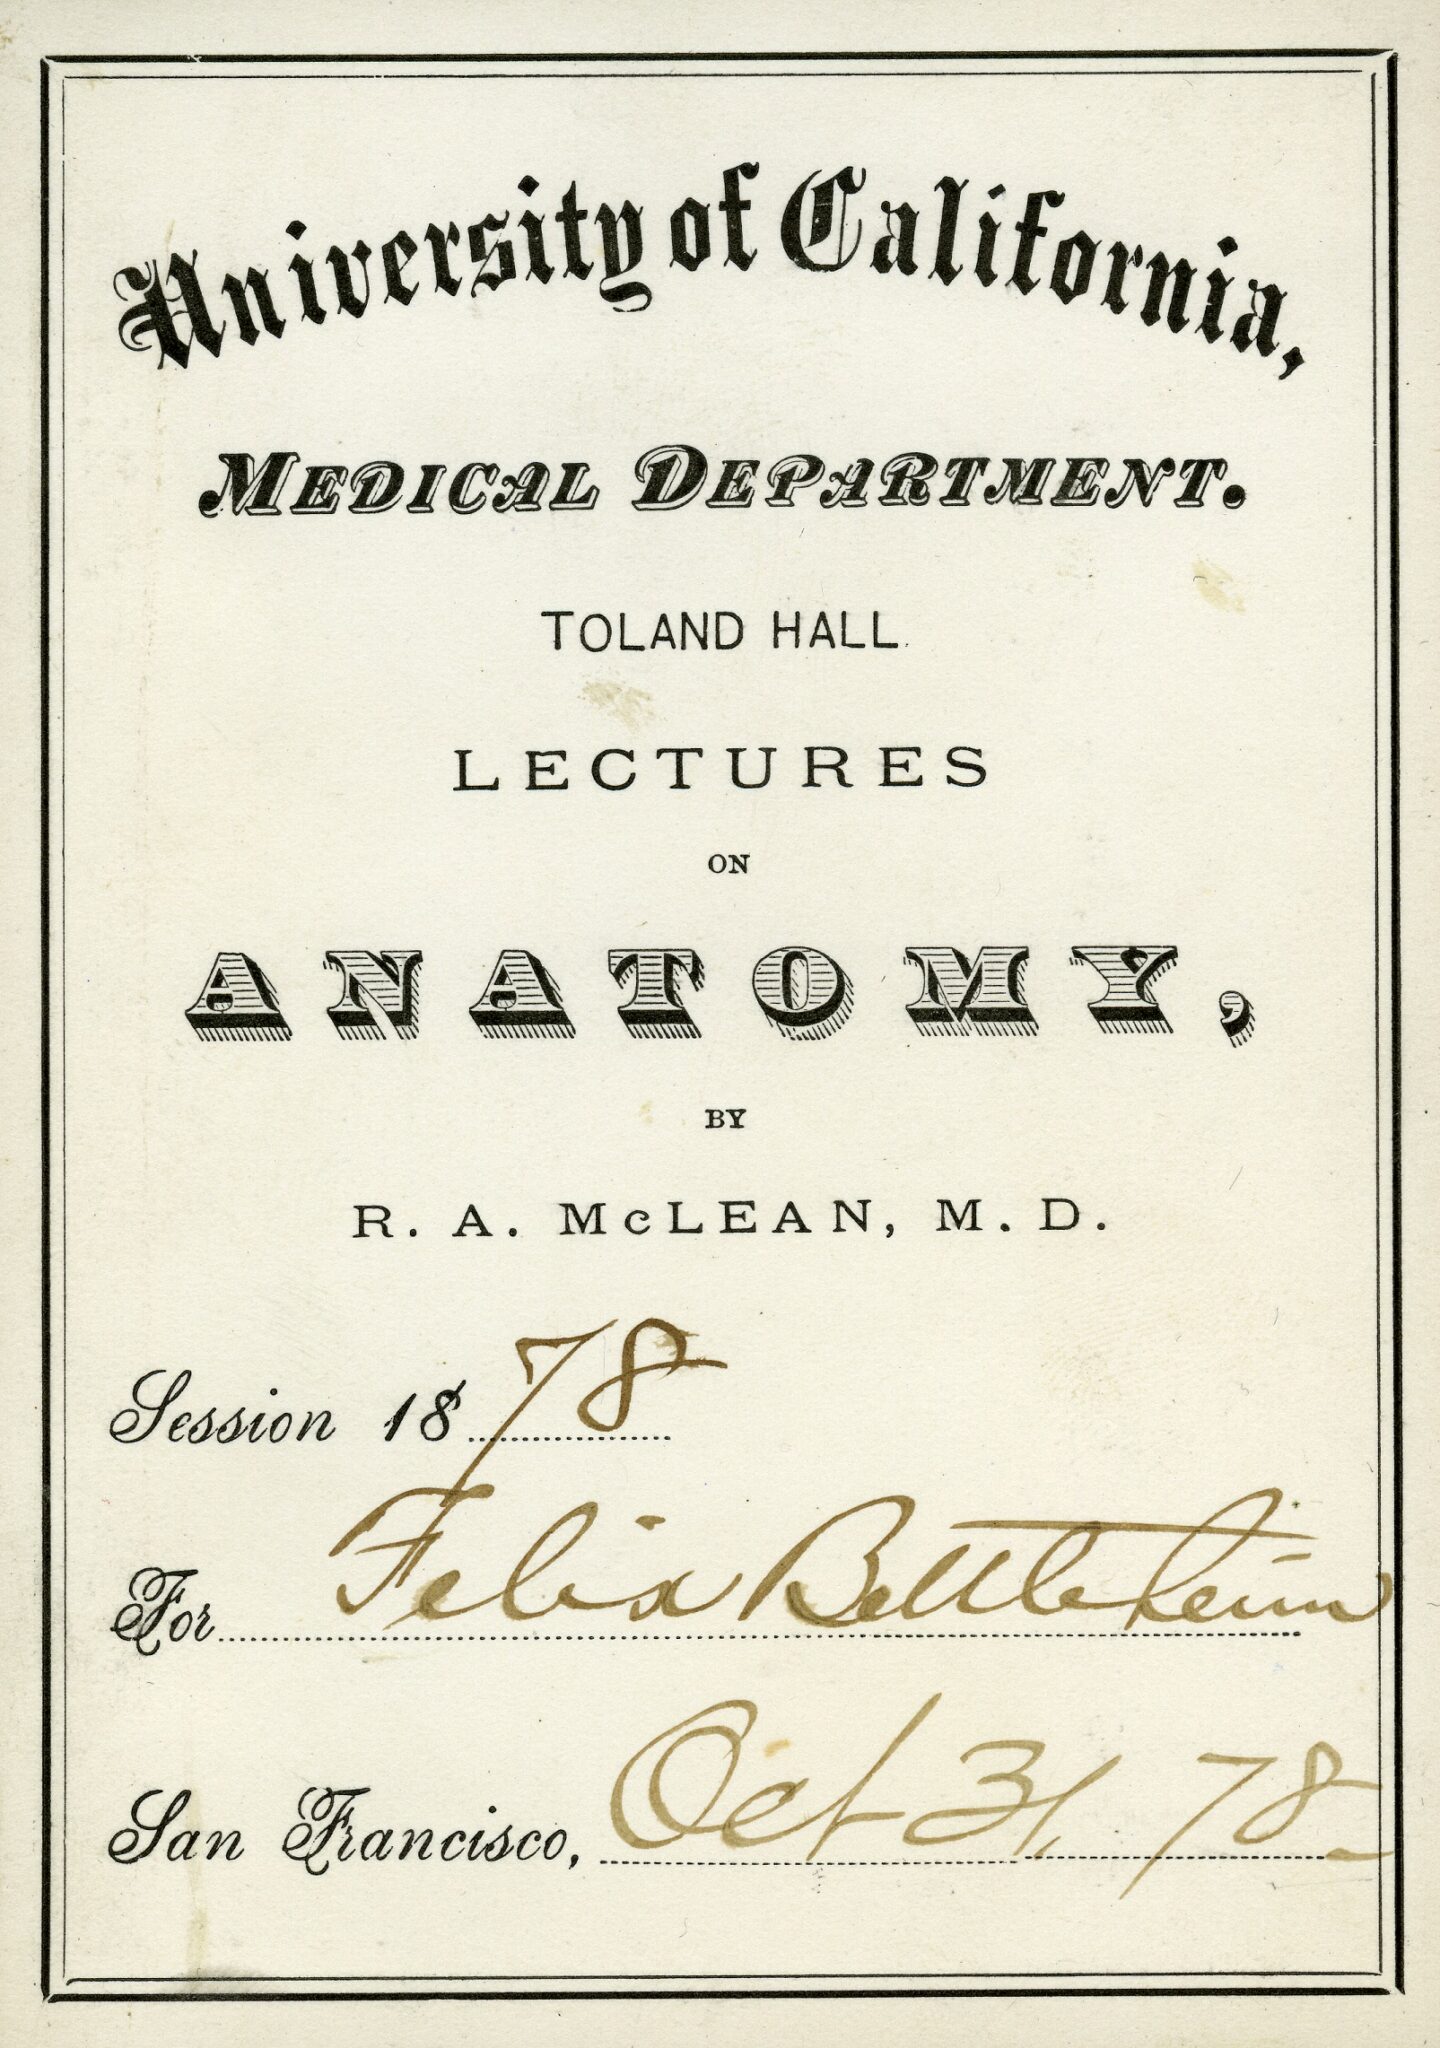 University of California,
MEDICAL DEPARTMENT.
TOLAND HALL.
LECTURES
ON
ANATOMY,
BY
R. A. McLEAN, M. D.
Session 1878
For Felix Bettleheim
San Francisco, Oct 31, 78